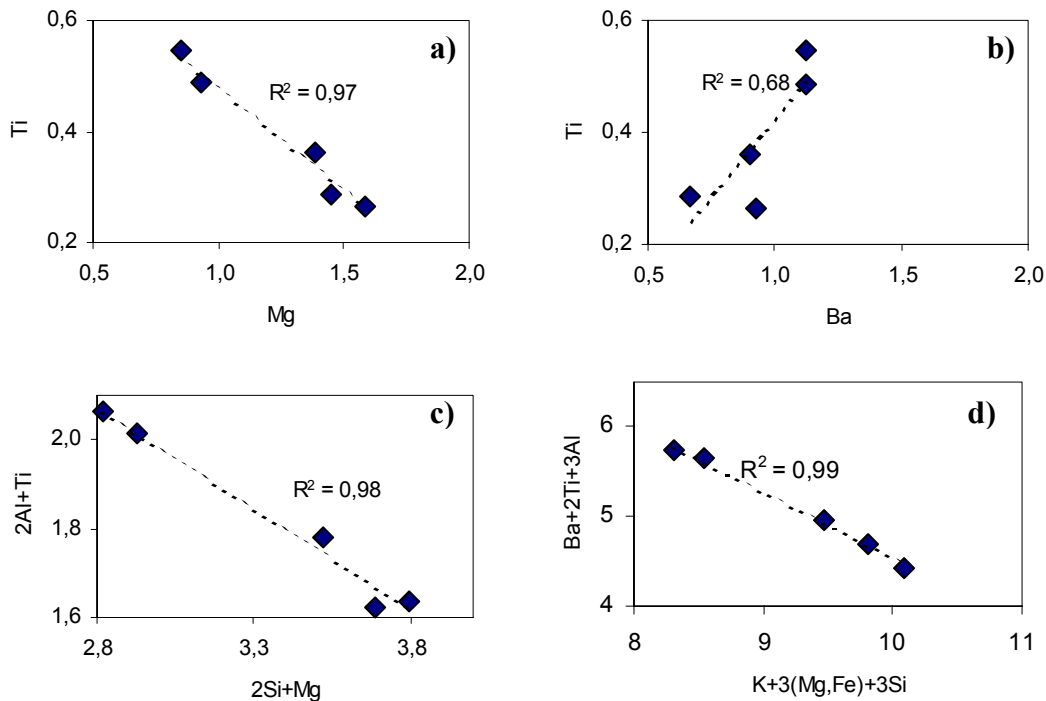 a)
0,6
0,4
0,2
Ti
R² = 0,97
0,5 1,0 1,5 2,0
Mg
b)
0,6
0,4
0,2
Ti
R² = 0,68
0,5 1,0 1,5 2,0
Ba
c)
2,0
1,8
1,6
2Al+Ti
R² = 0,98
2,8 3,3 3,8
2Si+Mg
d)
6
5
4
Ba+2Ti+3Al
R² = 0,99
8 9 10 11
K+3(Mg,Fe)+3Si